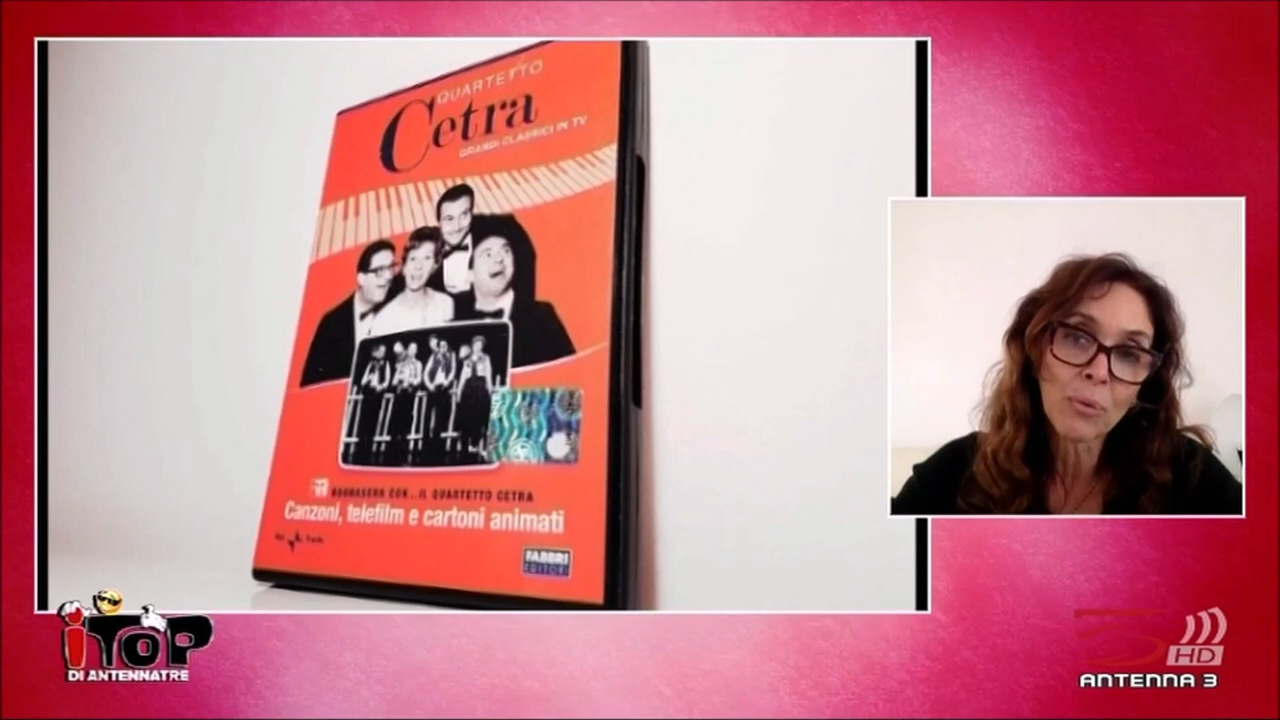 QUARTETTO
Cetra
GRANDI CLASSICI IN TV
BUONASERA CON... IL QUARTETTO CETRA
Canzoni, telefilm e cartoni animati
FABBRI
EDITORI
iTOP
DI ANTENNATRE
3
HD
ANTENNA 3